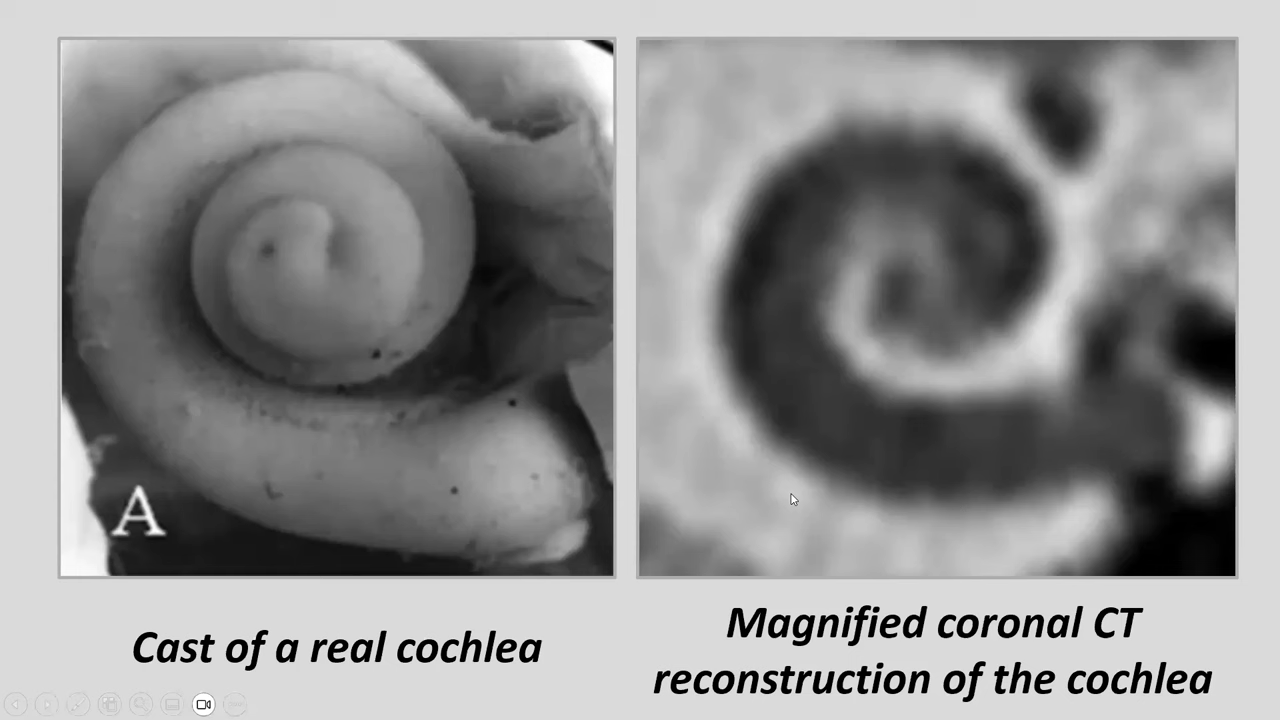 A
Cast of a real cochlea
Magnified coronal CT
reconstruction of the cochlea